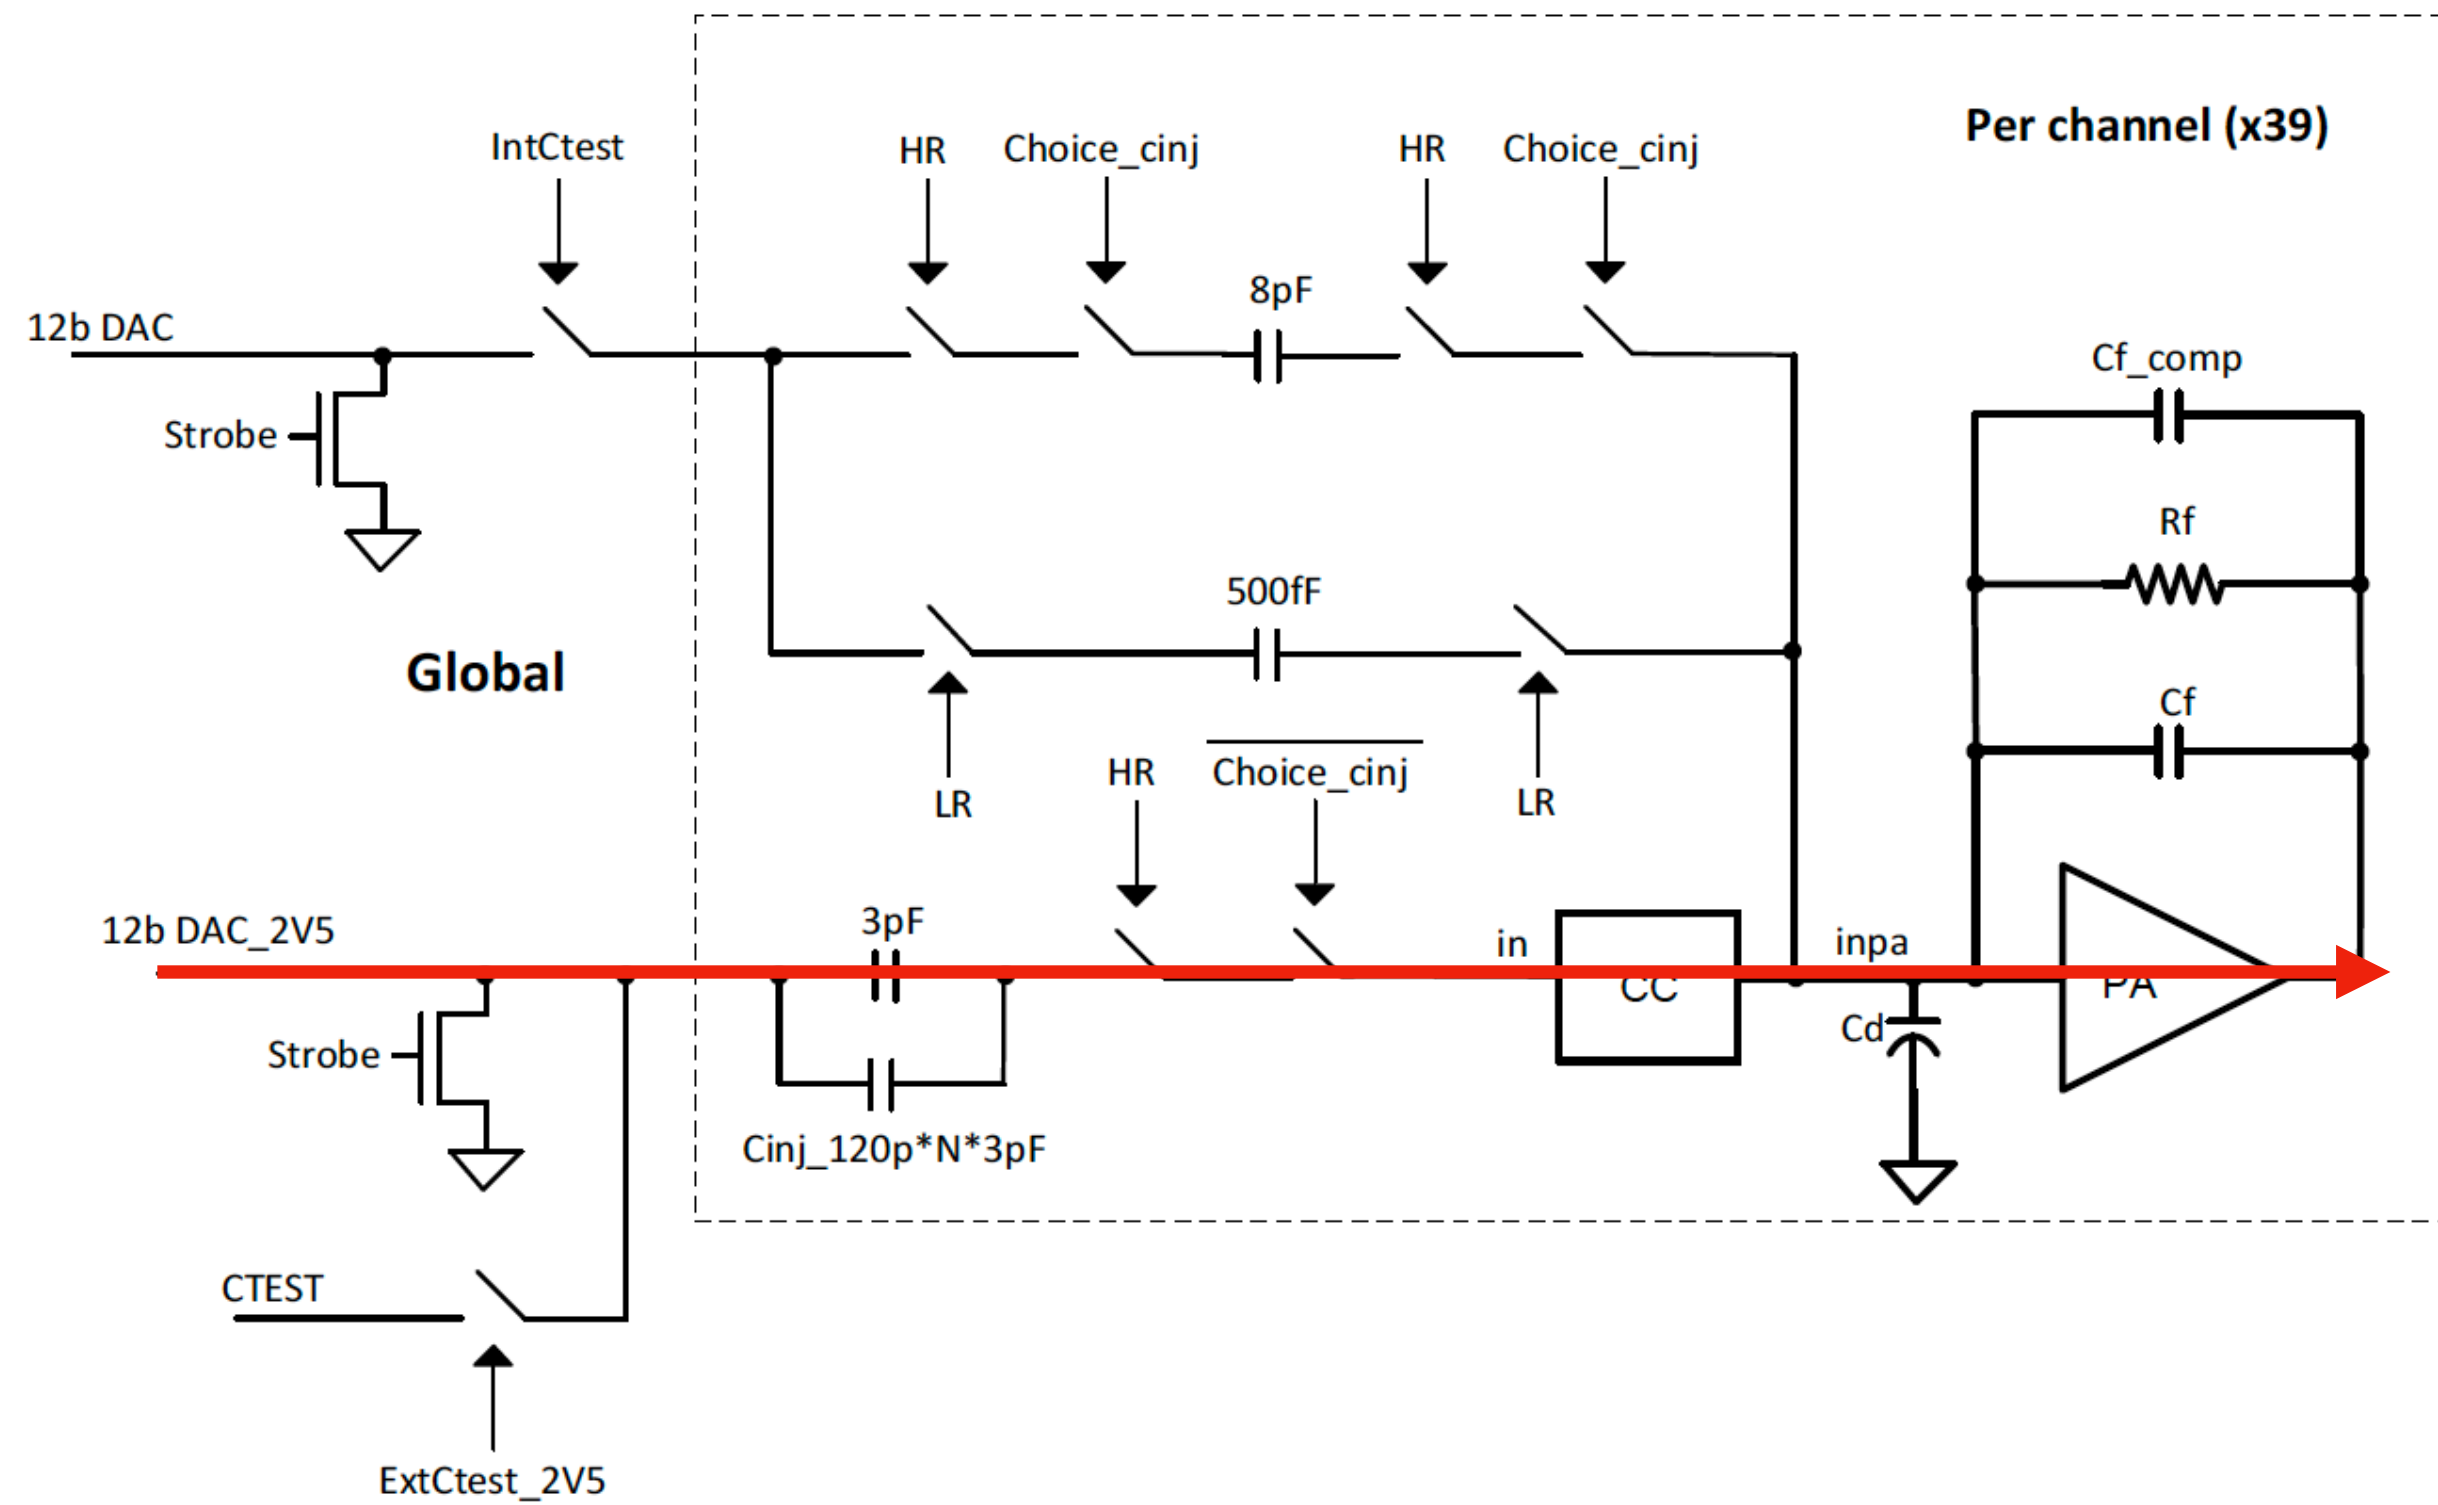 Per channel (x39)
IntCtest
HR
Choice_cinj
HR
Choice_cinj
8pF
12b DAC
Strobe
Cf_comp
Rf
500fF
Global
Cf
HR
Choice_cinj
LR
LR
12b DAC_2V5
3pF
in
CC
inpa
PA
Cd
Strobe
Cinj_120p*N*3pF
CTEST
ExtCtest_2V5